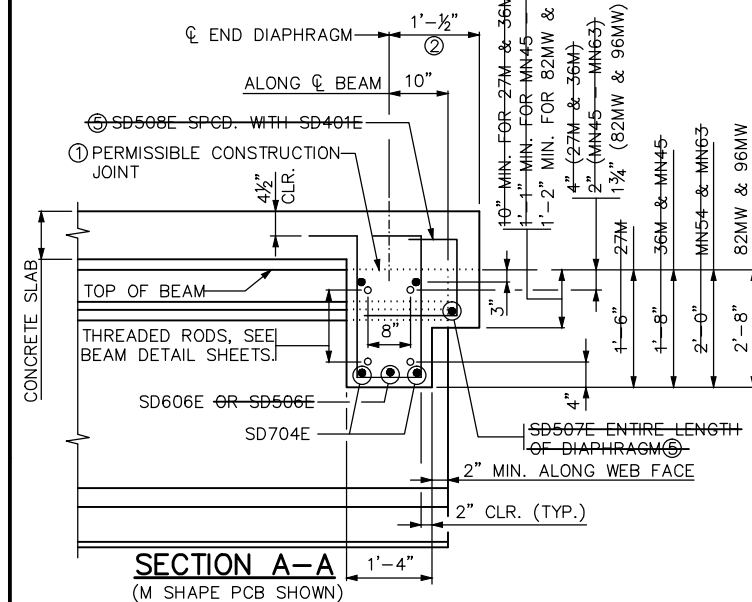 1'-½"
℄ END DIAPHRAGM
②
ALONG ℄ BEAM
10"
⑤ SD508E SPCD. WITH SD401E
① PERMISSIBLE CONSTRUCTION
JOINT
4½"
CLR.
10" MIN. FOR 27M & 36M
1'-1" MIN. FOR MN45 -
1'-2" MIN. FOR 82MW &
4" (27M & 36M)
2" (MN45 - MN63)
1¾" (82MW & 96MW)
CONCRETE SLAB
TOP OF BEAM
THREADED RODS, SEE
BEAM DETAIL SHEETS.
8"
3"
1'-6" 27M
1'-8" 36M & MN45
2'-0" MN54 & MN63
2'-8" 82MW & 96MW
4"
SD606E OR SD506E
SD704E
SD507E ENTIRE LENGTH
OF DIAPHRAGM⑤
2" MIN. ALONG WEB FACE
2" CLR. (TYP.)
1'-4"
SECTION A-A
(M SHAPE PCB SHOWN)